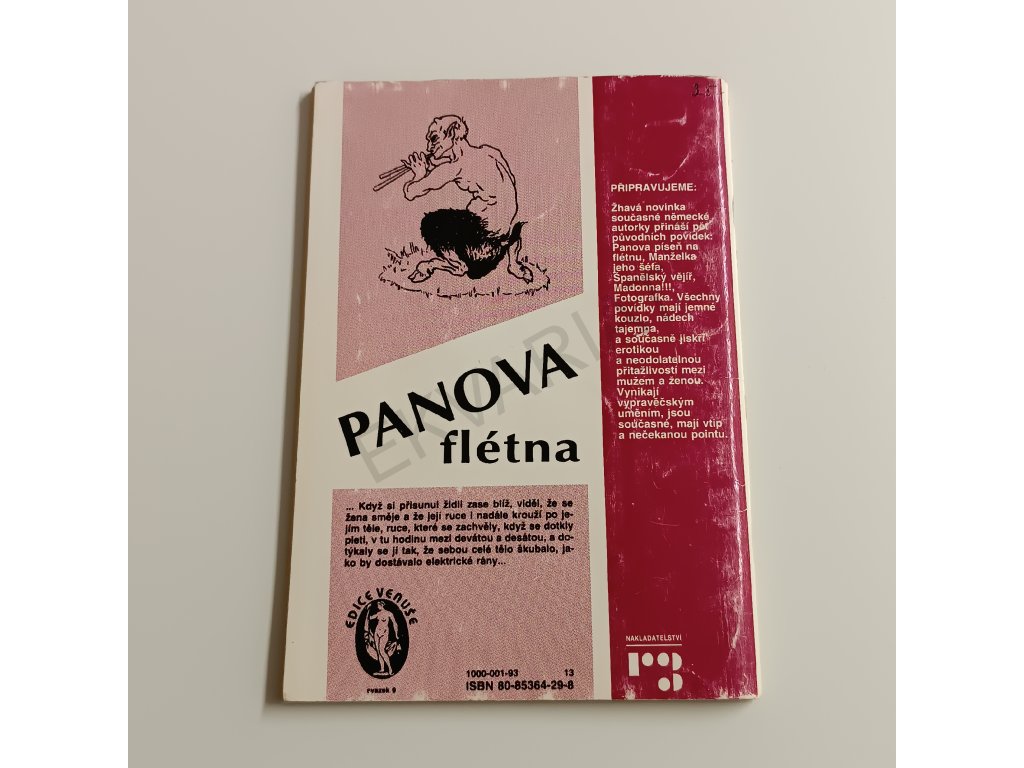 PANOVA
flétna
... Když si přisunul židli zase blíž, viděl, že se
žena směje a že její ruce i nadále krouží po je-
jím těle, ruce, které se zachvěly, když se dotkly
pleti, v tu hodinu mezi devátou a desátou, a do-
týkaly se jí tak, že sebou celé tělo škubalo, ja-
ko by dostávalo elektrické rány...
EDICE VENUŠE
svazek 9
1000-001-93 13
ISBN 80-85364-29-8
PŘIPRAVUJEME:
Žhavá novinka
současné německé
autorky přináší pět
původních povídek:
Panova píseň na
flétnu, Manželka
jeho šéfa,
Španělský vějíř,
Madonna!!!,
Fotografka. Všechny
povídky mají jemné
kouzlo, nádech
tajemna,
a současně jiskří
erotikou
a neodolatelnou
přitažlivostí mezi
mužem a ženou.
Vynikají
vypravěčským
uměním, jsou
současné, mají vtip
a nečekanou pointu.
NAKLADATELSTVÍ
r3